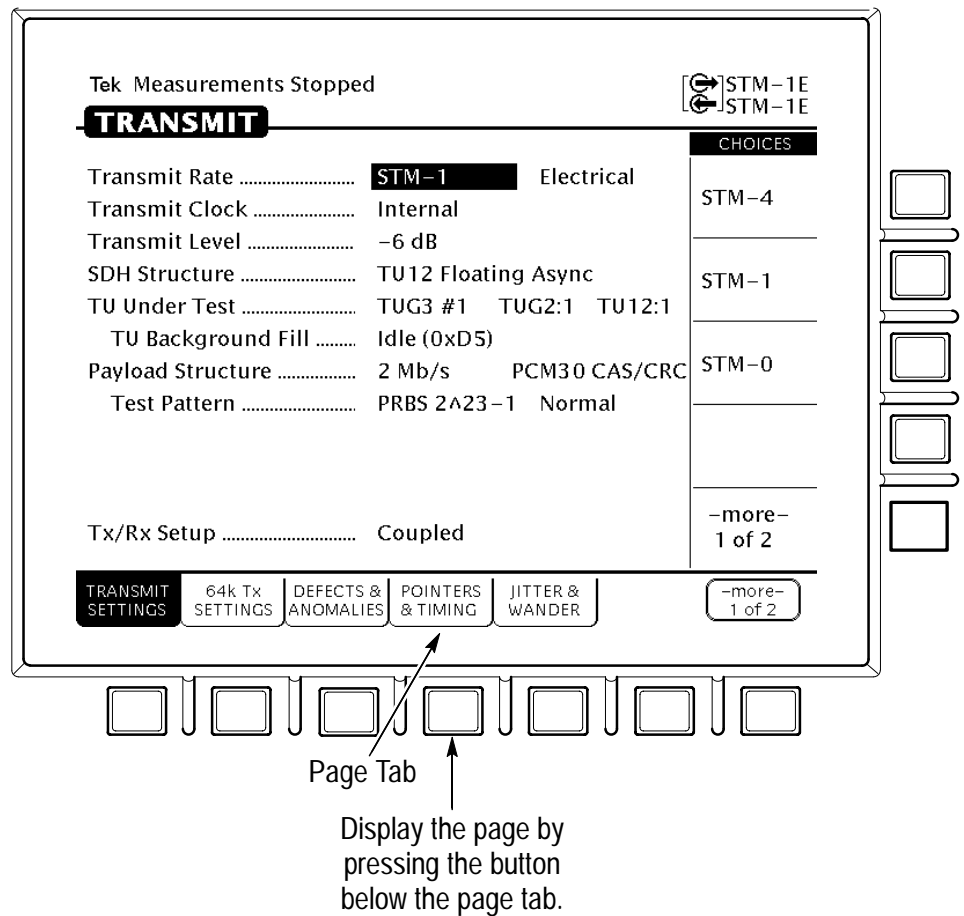 Tek Measurements Stopped
STM–1E
STM–1E
TRANSMIT
CHOICES
Transmit Rate ....................... STM–1 Electrical
Transmit Clock ..................... Internal
Transmit Level ...................... –6 dB
SDH Structure ........................ TU12 Floating Async
TU Under Test ....................... TUG3 #1 TUG2:1 TU12:1
TU Background Fill ........ Idle (0xD5)
Payload Structure ................ 2 Mb/s PCM30 CAS/CRC
Test Pattern ....................... PRBS 2^23–1 Normal
Tx/Rx Setup ........................... Coupled
STM–4
STM–1
STM–0
–more–
1 of 2
TRANSMIT SETTINGS
64k Tx SETTINGS
DEFECTS & ANOMALIES
POINTERS & TIMING
JITTER & WANDER
–more–
1 of 2
Page Tab
Display the page by
pressing the button
below the page tab.